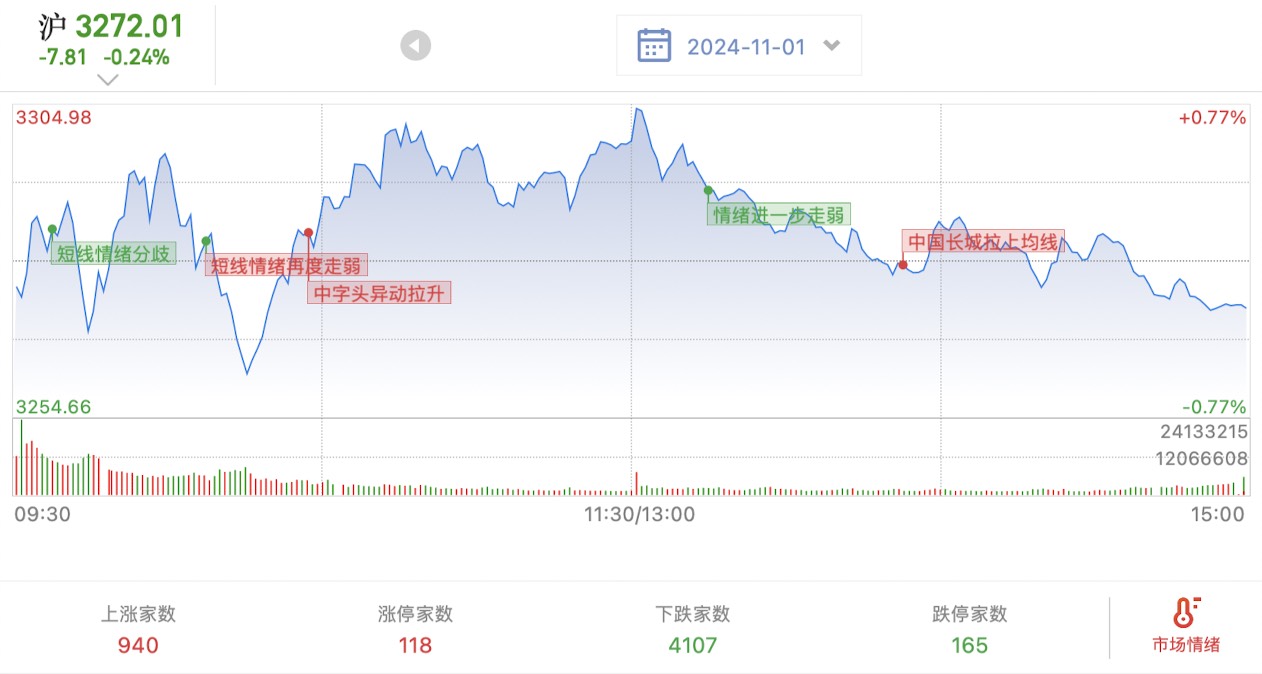 沪 3272.01
-7.81 -0.24%
2024-11-01
3304.98
+0.77%
短线情绪分歧
短线情绪再度走弱
中字头异动拉升
情绪进一步走弱
中国长城拉上均线
3254.66
-0.77%
24133215
12066608
09:30
11:30/13:00
15:00
上涨家数
涨停家数
下跌家数
跌停家数
940
118
4107
165
市场情绪